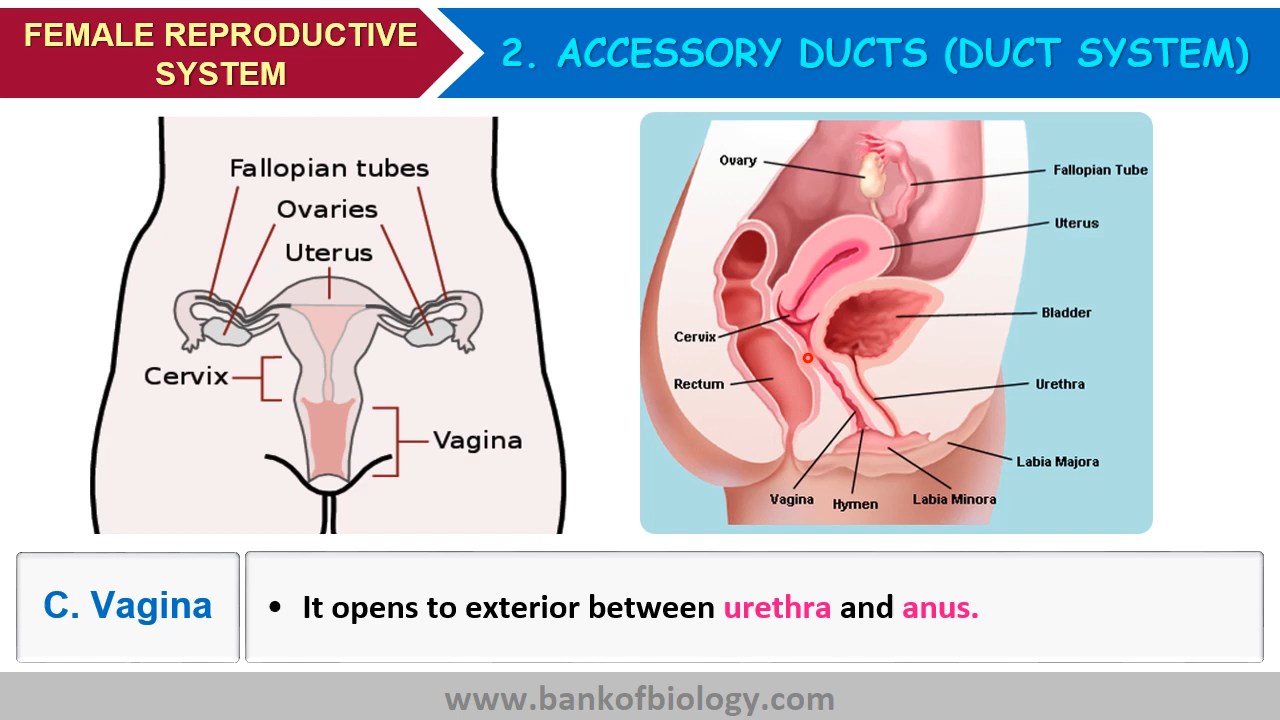 FEMALE REPRODUCTIVE
SYSTEM
2. ACCESSORY DUCTS (DUCT SYSTEM)
Fallopian tubes
Ovaries
Uterus
Cervix
Vagina
Ovary
Fallopian Tube
Uterus
Bladder
Cervix
Rectum
Urethra
Labia Majora
Vagina
Hymen
Labia Minora
C. Vagina
• It opens to exterior between urethra and anus.
www.bankofbiology.com